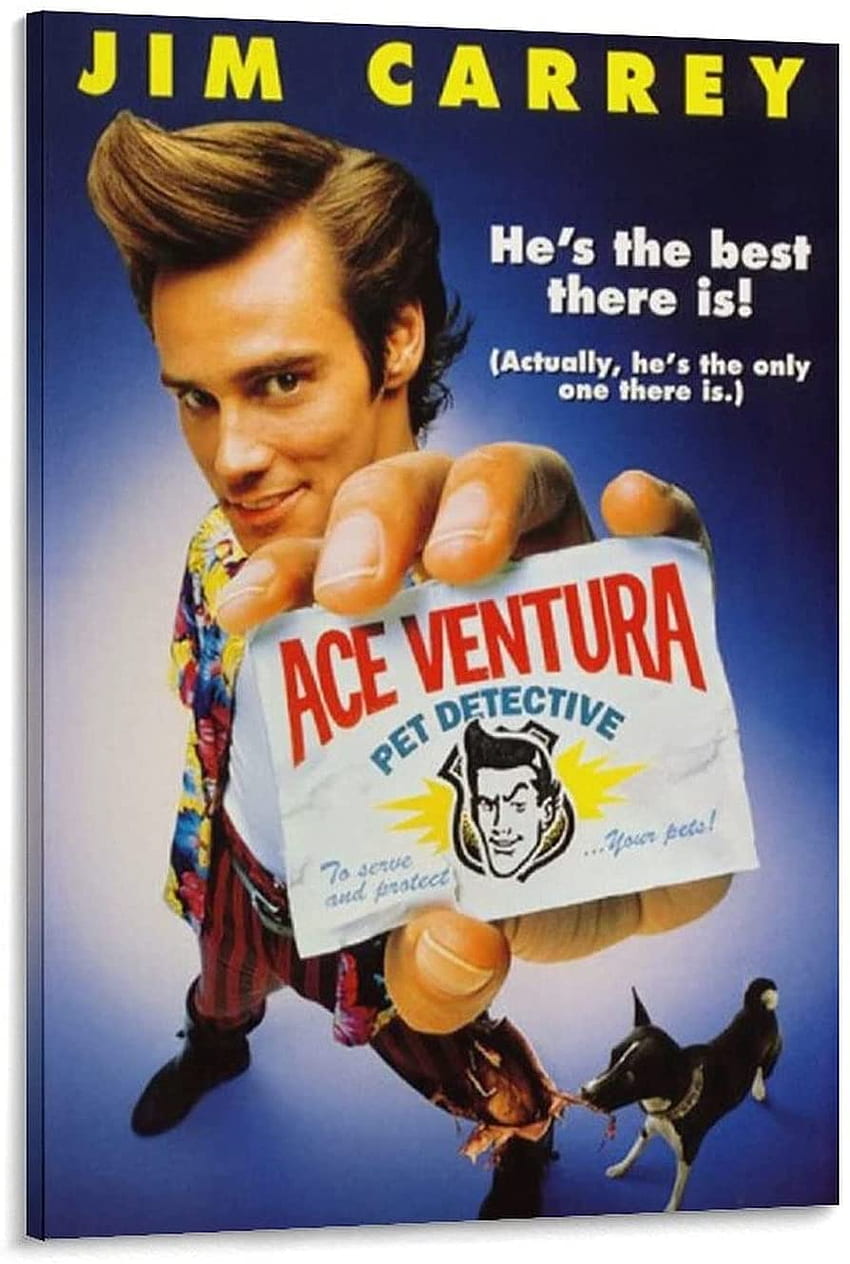 JIM CARREY
He's the best
there is!
(Actually, he's the only
one there is.)
ACE VENTURA
PET DETECTIVE
To serve
and protect
...Your pets!